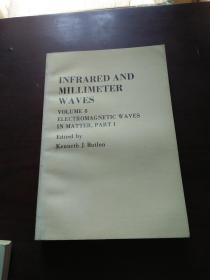 INFRARED AND
MILLIMETER
WAVES
VOLUME 8
ELECTROMAGNETIC WAVES
IN MATTER, PART I
Edited by
Kenneth J. Button